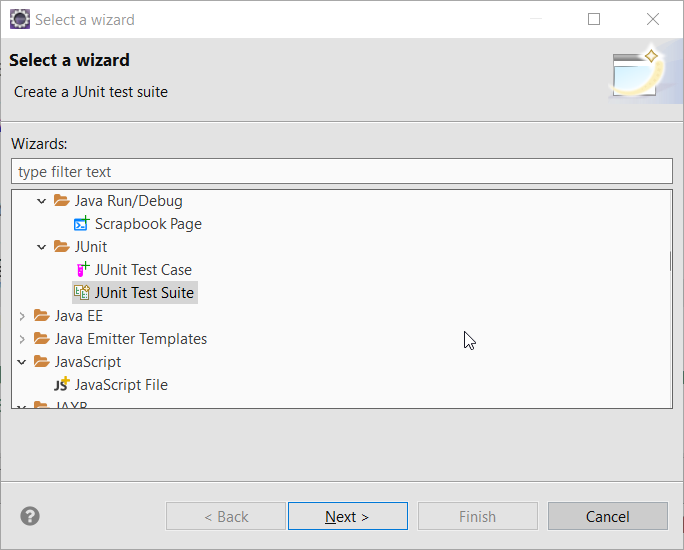 Select a wizard
Select a wizard
Create a JUnit test suite
Wizards:
type filter text
Java Run/Debug
Scrapbook Page
JUnit
JUnit Test Case
JUnit Test Suite
Java EE
Java Emitter Templates
JavaScript
JS JavaScript File
JAXB
? < Back Next > Finish Cancel